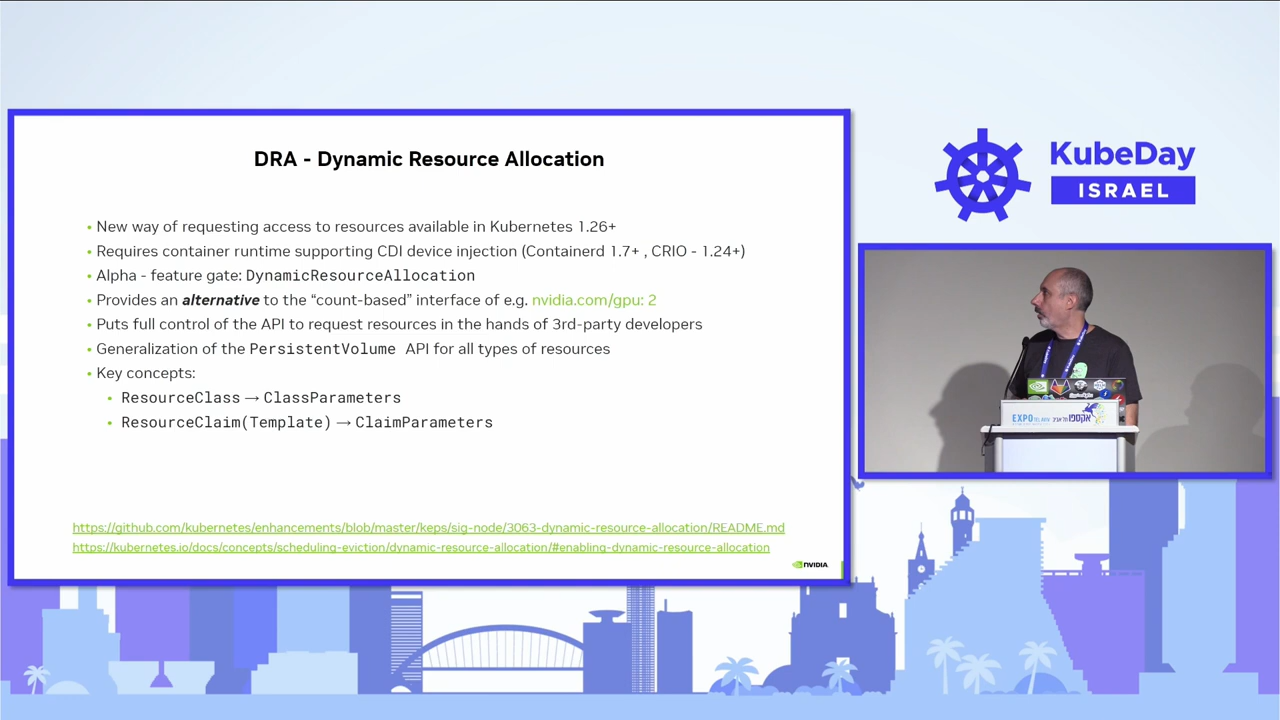 DRA - Dynamic Resource Allocation
• New way of requesting access to resources available in Kubernetes 1.26+
• Requires container runtime supporting CDI device injection (Containerd 1.7+ , CRIO - 1.24+)
• Alpha - feature gate: DynamicResourceAllocation
• Provides an alternative to the “count-based” interface of e.g. nvidia.com/gpu: 2
• Puts full control of the API to request resources in the hands of 3rd-party developers
• Generalization of the PersistentVolume API for all types of resources
• Key concepts:
• ResourceClass → ClassParameters
• ResourceClaim(Template) → ClaimParameters
https://github.com/kubernetes/enhancements/blob/master/keps/sig-node/3063-dynamic-resource-allocation/README.md
https://kubernetes.io/docs/concepts/scheduling-eviction/dynamic-resource-allocation/#enabling-dynamic-resource-allocation
NVIDIA
KubeDay
ISRAEL
EXPO TEL AVIV אקספו תל אביב